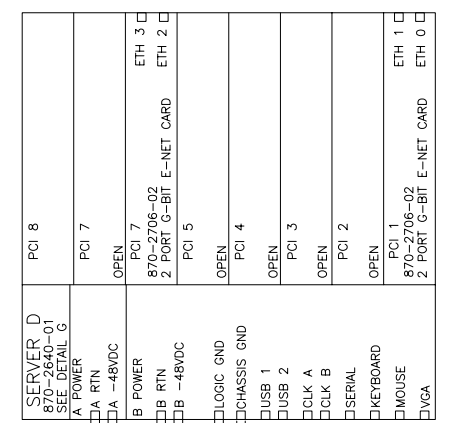 SERVER D
870-2640-01
SEE DETAIL G
A POWER
A RTN
A -48VDC
B POWER
B RTN
B -48VDC
LOGIC GND
CHASSIS GND
USB 1
USB 2
CLK A
CLK B
SERIAL
KEYBOARD
MOUSE
VGA
PCI 8
PCI 7
OPEN
PCI 7
870-2706-02
2 PORT G-BIT E-NET CARD
ETH 3
ETH 2
PCI 5
OPEN
PCI 4
OPEN
PCI 3
OPEN
PCI 2
OPEN
PCI 1
870-2706-02
2 PORT G-BIT E-NET CARD
ETH 1
ETH 0